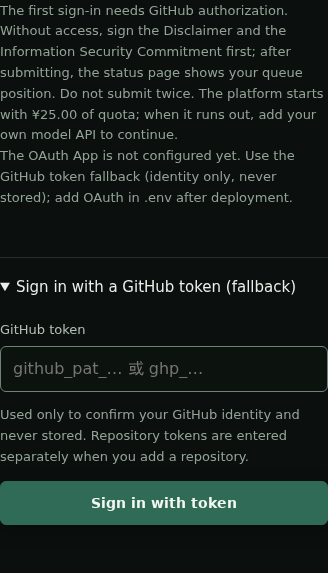 The first sign-in needs GitHub authorization.
Without access, sign the Disclaimer and the
Information Security Commitment first; after
submitting, the status page shows your queue
position. Do not submit twice. The platform starts
with ¥25.00 of quota; when it runs out, add your
own model API to continue.
The OAuth App is not configured yet. Use the
GitHub token fallback (identity only, never
stored); add OAuth in .env after deployment.
▼ Sign in with a GitHub token (fallback)
GitHub token
github_pat_... 或 ghp_...
Used only to confirm your GitHub identity and
never stored. Repository tokens are entered
separately when you add a repository.
Sign in with token